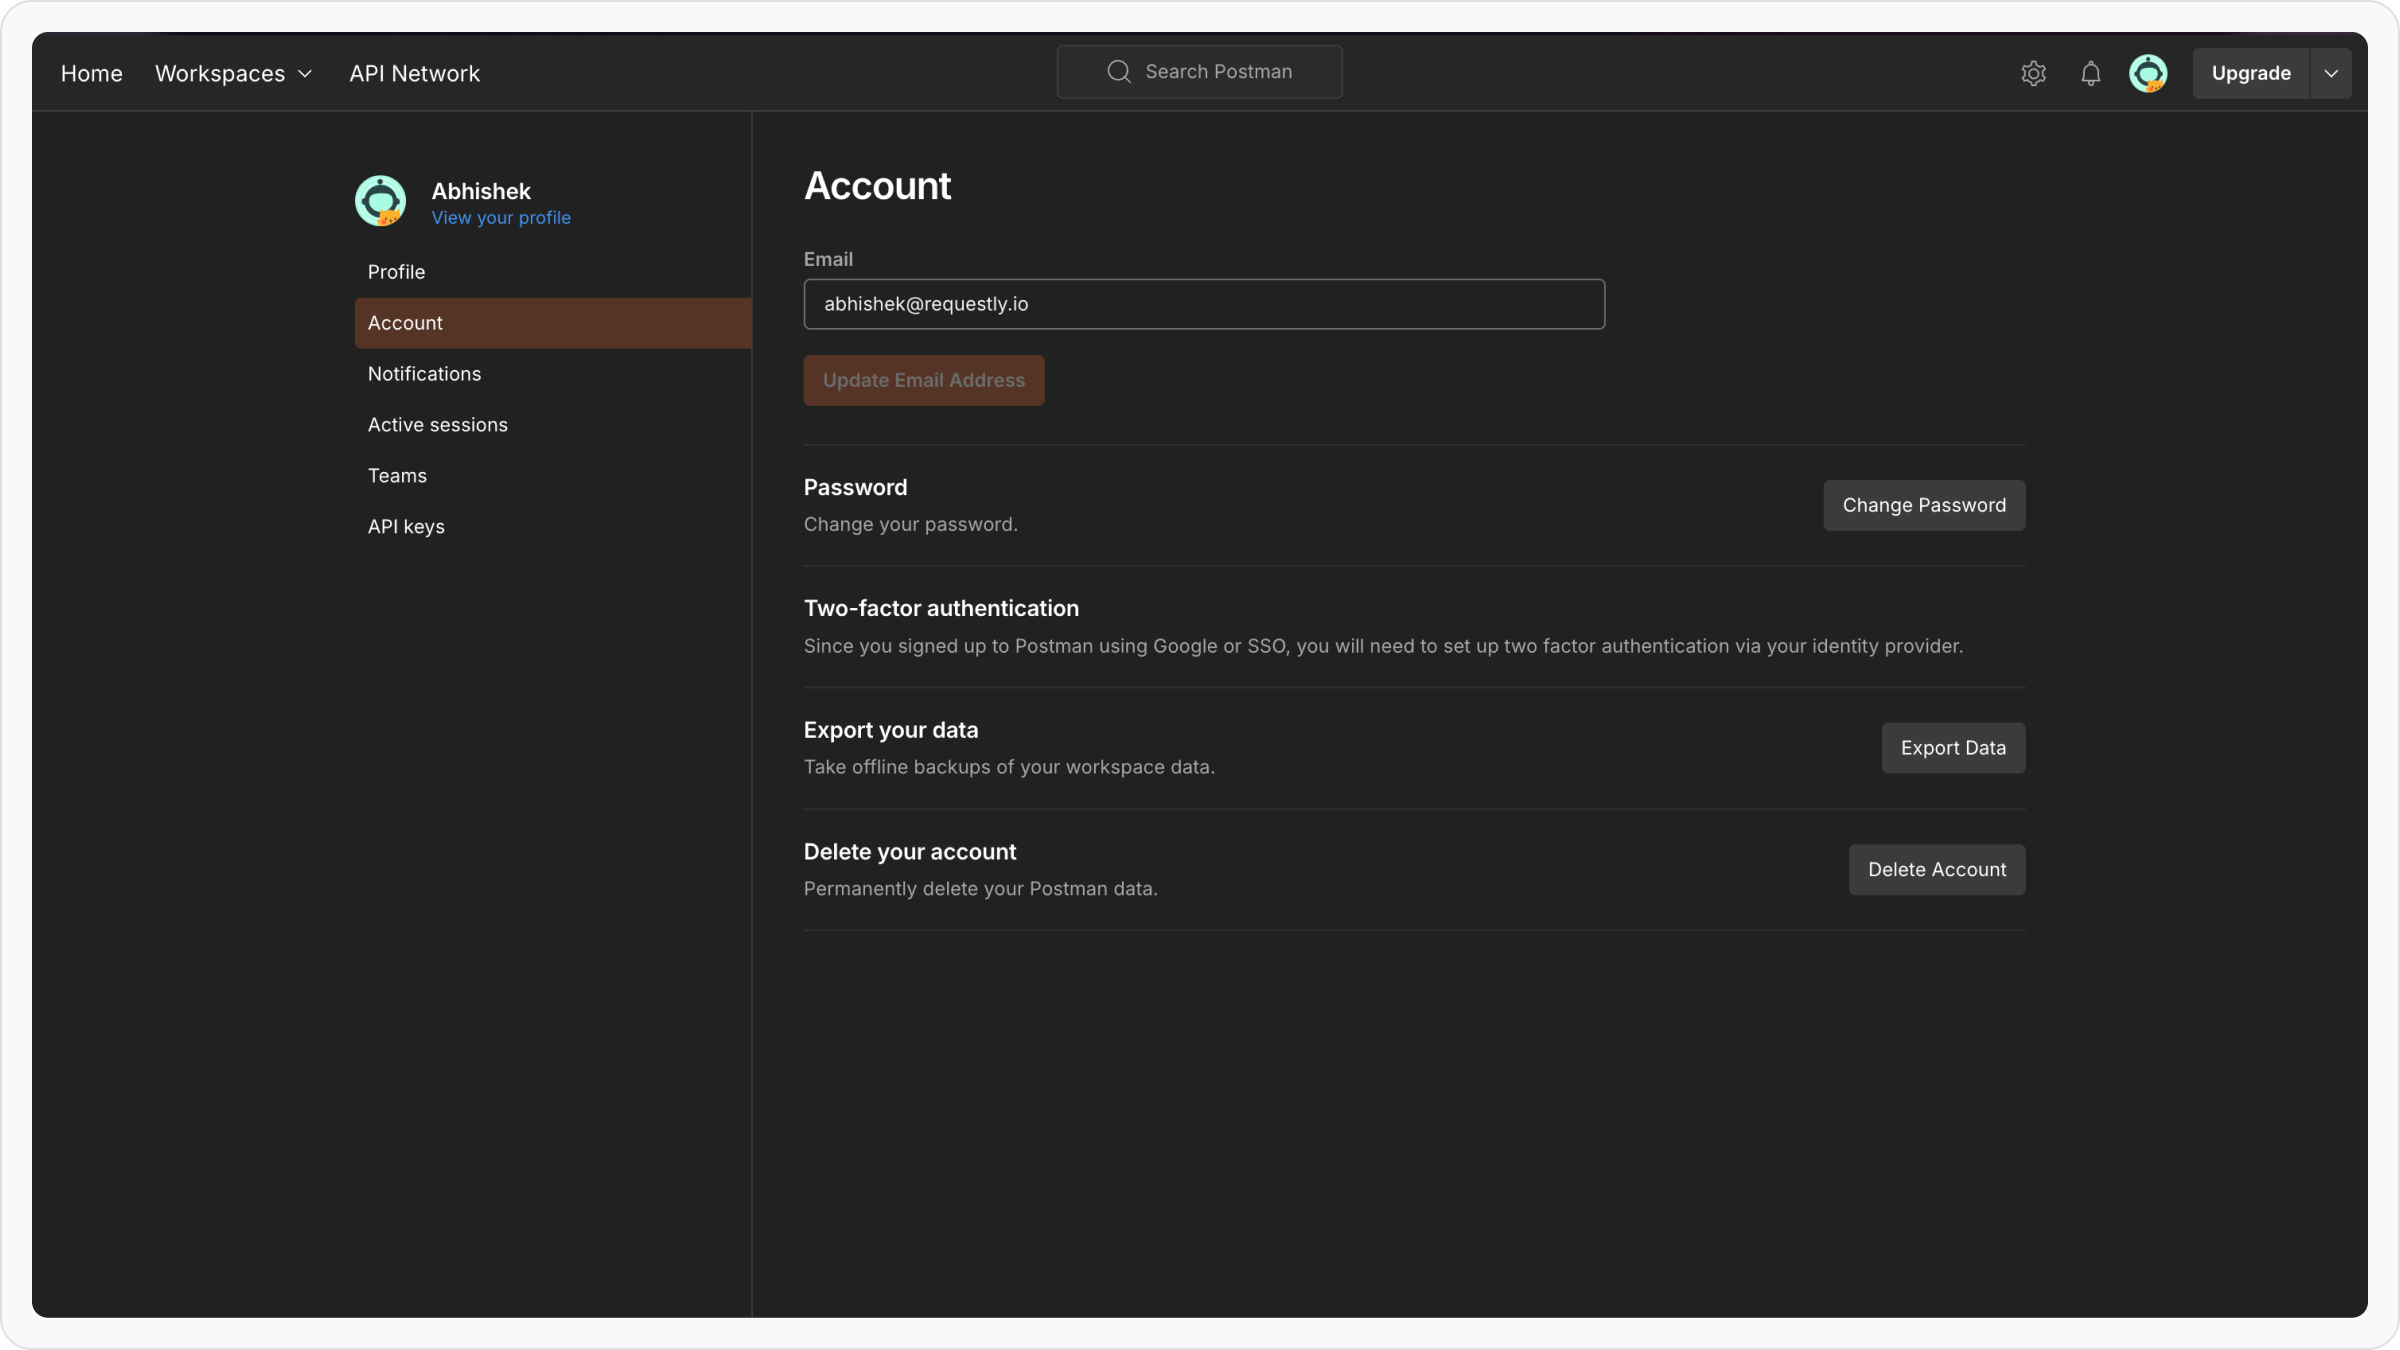 Home Workspaces API Network Search Postman Upgrade
Abhishek
View your profile
Profile
Account
Notifications
Active sessions
Teams
API keys
Account
Email
abhishek@requestly.io
Update Email Address
Password
Change your password.
Change Password
Two-factor authentication
Since you signed up to Postman using Google or SSO, you will need to set up two factor authentication via your identity provider.
Export your data
Take offline backups of your workspace data.
Export Data
Delete your account
Permanently delete your Postman data.
Delete Account